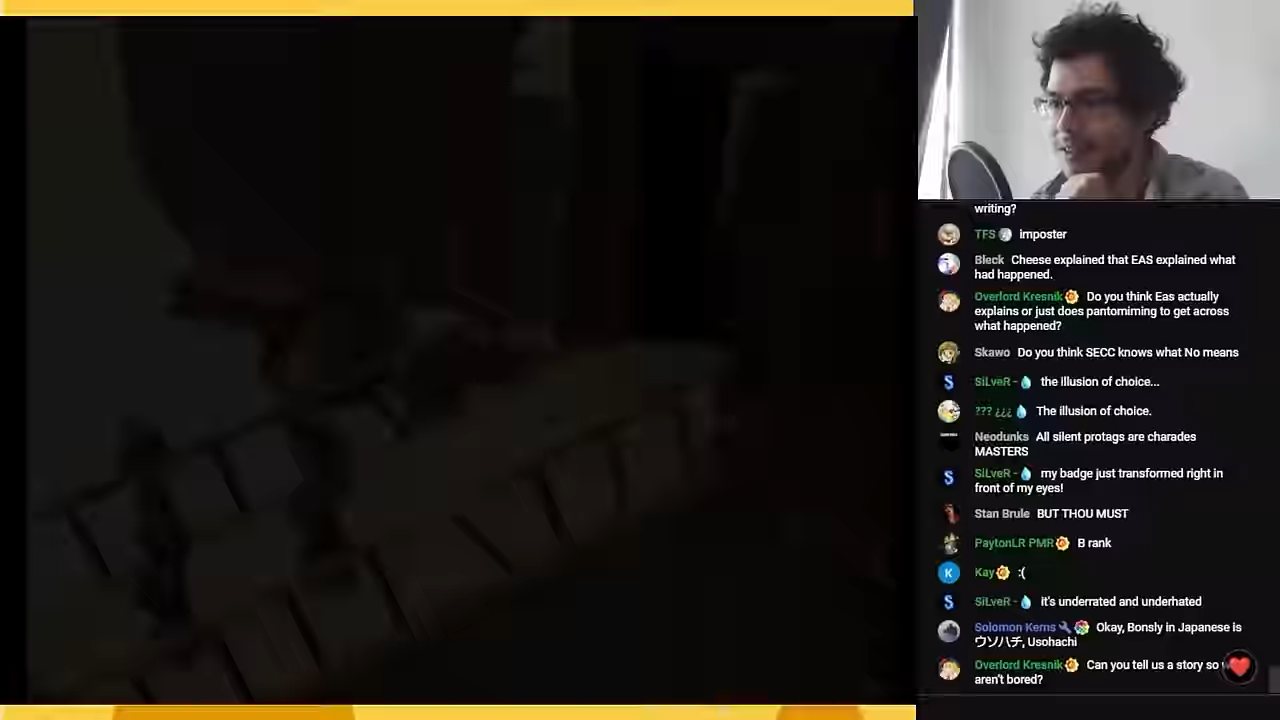 writing?
TFS imposter
Bleck Cheese explained that EAS explained what
had happened.
Overlord Kresnik Do you think Eas actually
explains or just does pantomiming to get across
what happened?
Skawo Do you think SECC knows what No means
SiLveR - the illusion of choice...
??? ¿¿¿ The illusion of choice.
Neodunks All silent protags are charades
MASTERS
SiLveR - my badge just transformed right in
front of my eyes!
Stan Brule BUT THOU MUST
PaytonLR PMR B rank
K Kay :(
SiLveR - it's underrated and underhated
Solomon Kerns Okay, Bonsly in Japanese is
ウソハチ, Usohachi
Overlord Kresnik Can you tell us a story so
aren't bored?